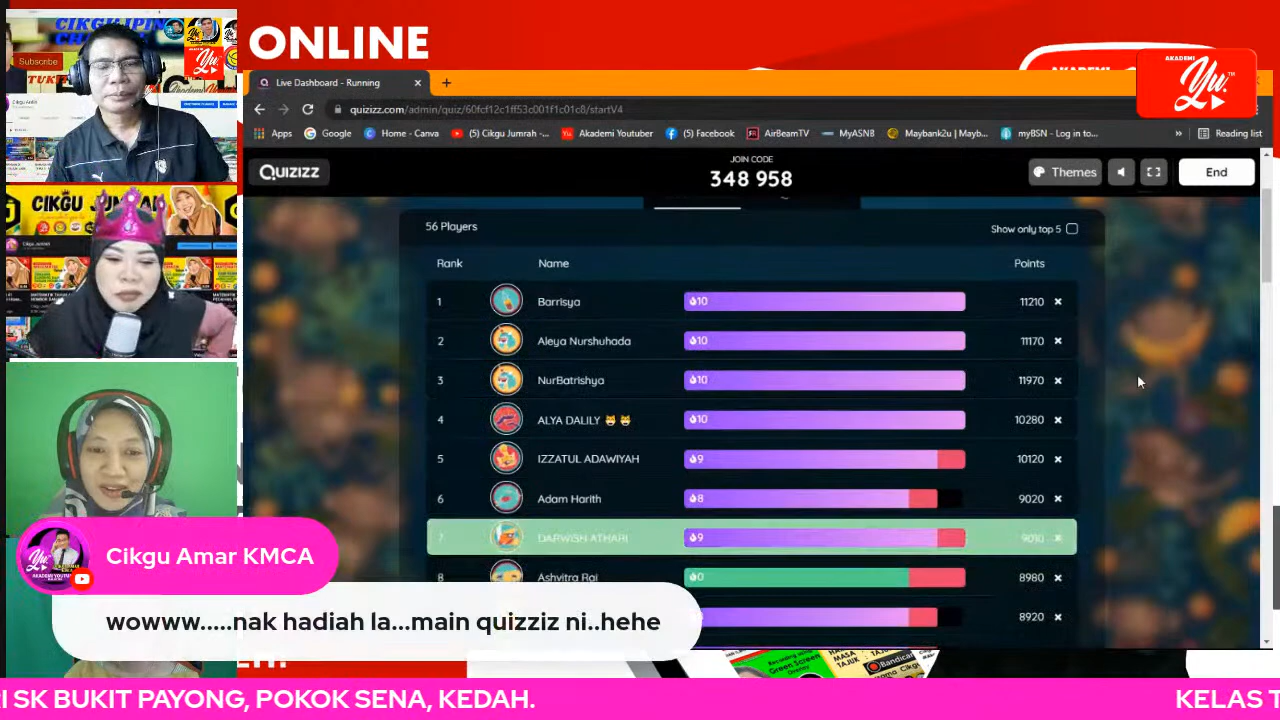 CIKGU IPIN
Subscribe
CIKGU JUMRAH
ONLINE
AKADEMI
Yu.
Live Dashboard - Running
quizizz.com/admin/quiz/60fcf12c1ff53c001f1c01c8/startV4
Apps
Google
Home - Canva
(5) Cikgu Jumrah -...
Akademi Youtuber
(5) Facebook
AirBeamTV
MyASNB
Maybank2u | Mayb...
myBSN - Log in to...
Reading list
Quizizz
JOIN CODE
348 958
Themes
End
56 Players
Show only top 5
Rank Name Points
1 Barrisya 10 11210
2 Aleya Nurshuhada 10 11170
3 NurBatrishya 10 11970
4 ALYA DALILY 10 10280
5 IZZATUL ADAWIYAH 9 10120
6 Adam Harith 8 9020
7 DARWISH ATHARI 9
8 Ashvitra Raj 0 8980
8920
Cikgu Amar KMCA
wowww.....nak hadiah la...main quizziz ni..hehe
I SK BUKIT PAYONG, POKOK SENA, KEDAH.
KELAS T